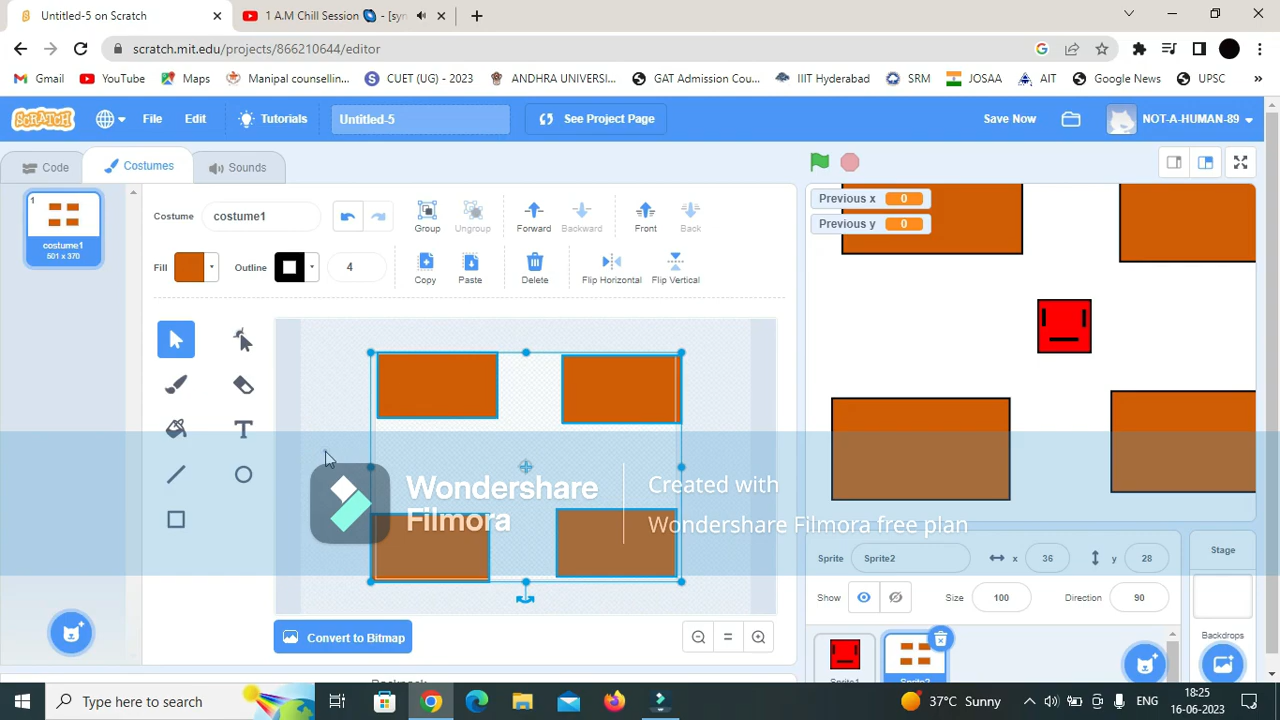 Untitled-5 on Scratch
1 A.M Chill Session
[syr
scratch.mit.edu/projects/866210644/editor
Gmail
YouTube
Maps
Manipal counsellin...
CUET (UG) - 2023
ANDHRA UNIVERSI...
GAT Admission Cou...
IIIT Hyderabad
SRM
JOSAA
AIT
Google News
UPSC
»
SCRATCH
File
Edit
Tutorials
Untitled-5
See Project Page
Save Now
NOT-A-HUMAN-89
Code
Costumes
Sounds
1
costume1
501 x 370
Costume
costume1
Group
Ungroup
Forward
Backward
Front
Back
Fill
Outline
4
Copy
Paste
Delete
Flip Horizontal
Flip Vertical
T
Convert to Bitmap
Previous x 0
Previous y 0
Wondershare
Filmora
Created with
Wondershare Filmora free plan
Sprite
Sprite2
x
36
y
28
Show
Size
100
Direction
90
Stage
Backdrops
Sprite1
Type here to search
37°C Sunny
ENG
18:25
16-06-2023